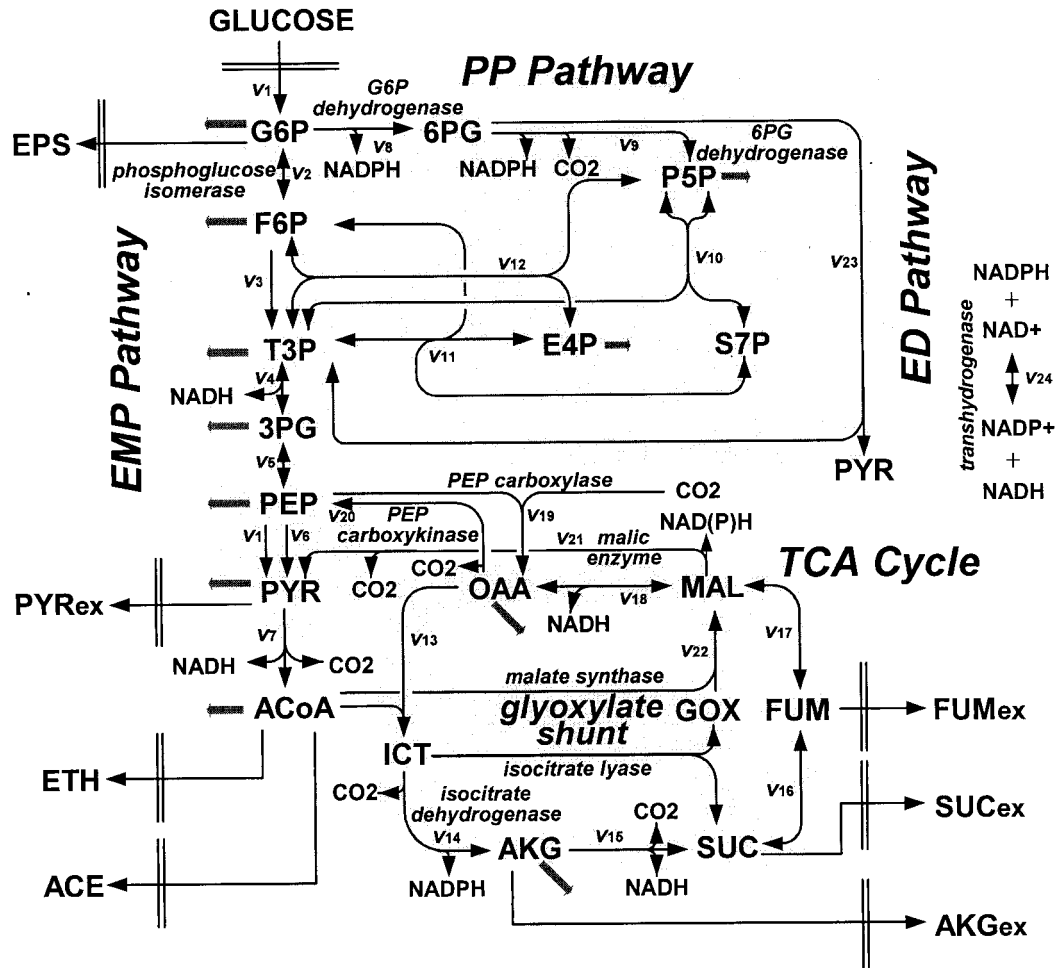 GLUCOSE
PP Pathway
v1
G6P
dehydrogenase
G6P
6PG
v8
v9
6PG
dehydrogenase
EPS
NADPH
NADPH
CO2
P5P
phosphoglucose
isomerase
v2
F6P
EMP Pathway
ED Pathway
v3
v12
v10
v23
NADPH
+
NAD+
transhydrogenase
v24
NADP+
+
NADH
T3P
v11
E4P
S7P
v4
NADH
3PG
v5
PYR
PEP
PEP carboxylase
CO2
v20
v19
PEP
carboxykinase
NAD(P)H
v1
v6
v21
malic
enzyme
TCA Cycle
CO2
CO2
PYRex
PYR
OAA
v18
MAL
NADH
v7
v13
v22
v17
NADH
CO2
malate synthase
ACoA
glyoxylate
shunt
GOX
FUM
FUMex
ICT
isocitrate lyase
ETH
CO2
isocitrate
dehydrogenase
CO2
v16
SUCex
v14
AKG
v15
SUC
ACE
NADPH
NADH
AKGex